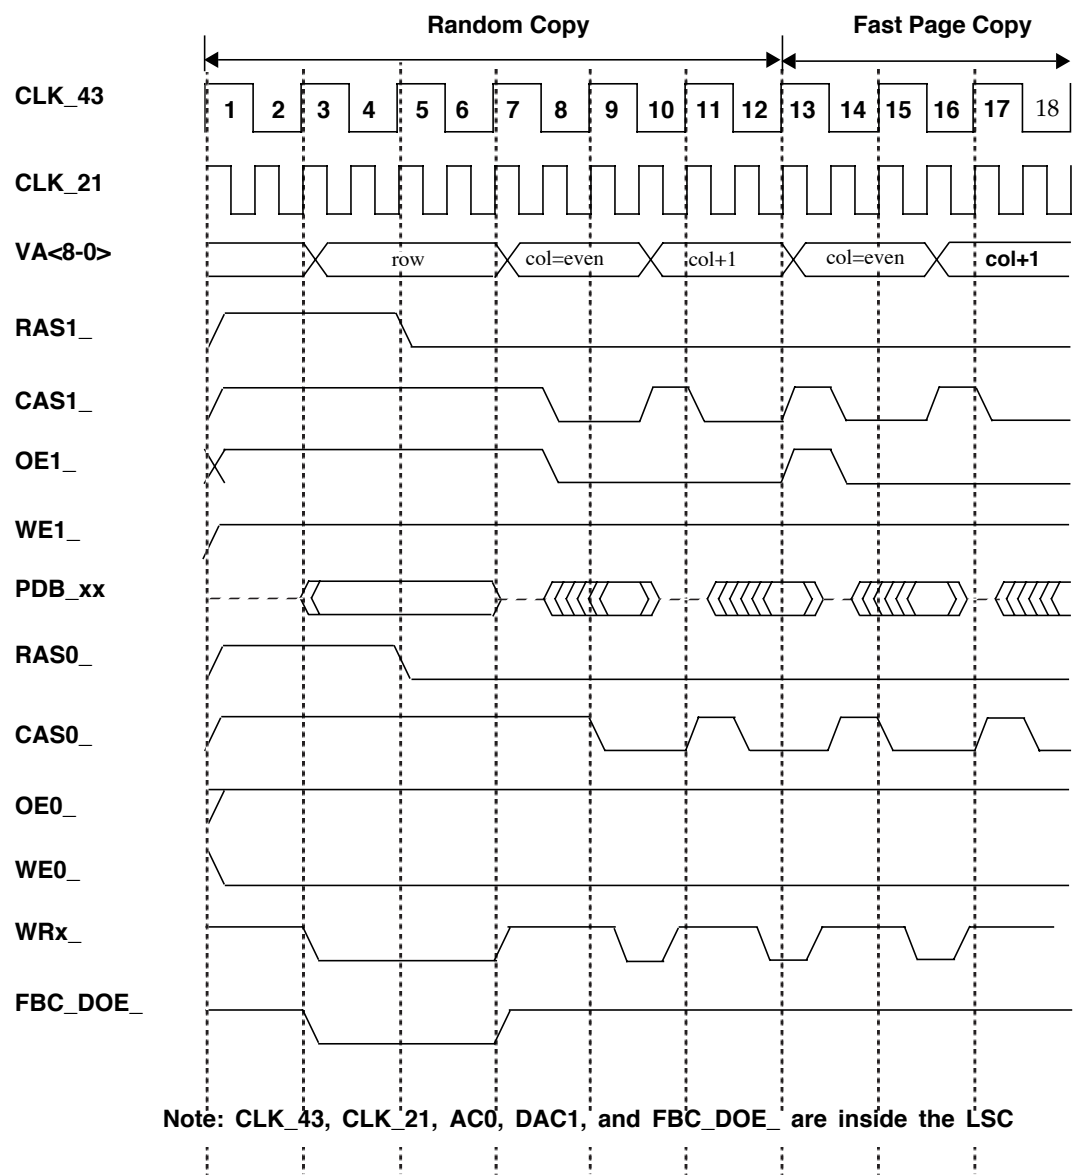 Random Copy
Fast Page Copy
CLK_43
1 2 3 4 5 6 7 8 9 10 11 12 13 14 15 16 17 18
CLK_21
VA<8-0>
row col=even col+1 col=even col+1
RAS1_
CAS1_
OE1_
WE1_
PDB_xx
RAS0_
CAS0_
OE0_
WE0_
WRx_
FBC_DOE_
Note: CLK_43, CLK_21, AC0, DAC1, and FBC_DOE_ are inside the LSC